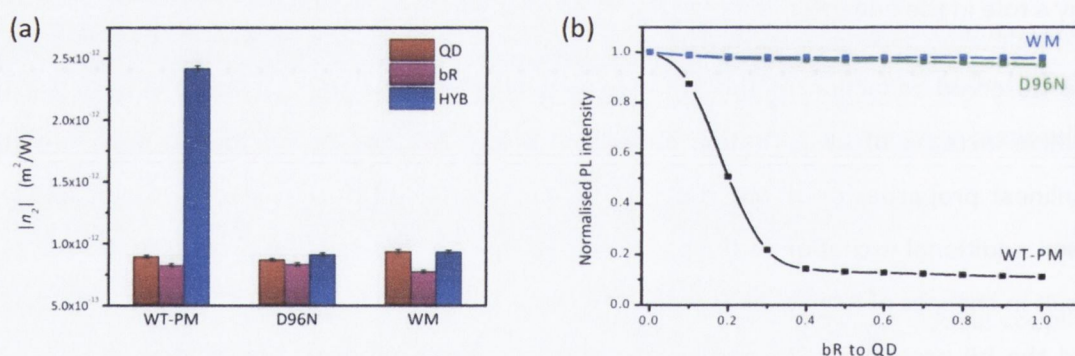 (a)
|n2| (m²/W)
2.5x10⁻¹²
2.0x10⁻¹²
1.5x10⁻¹²
1.0x10⁻¹²
5.0x10⁻¹³
QD
bR
HYB
WT-PM
D96N
WM
(b)
Normalised PL intensity
1.0
0.8
0.6
0.4
0.2
0.0
WM
D96N
WT-PM
0.0
0.2
0.4
0.6
0.8
1.0
bR to QD